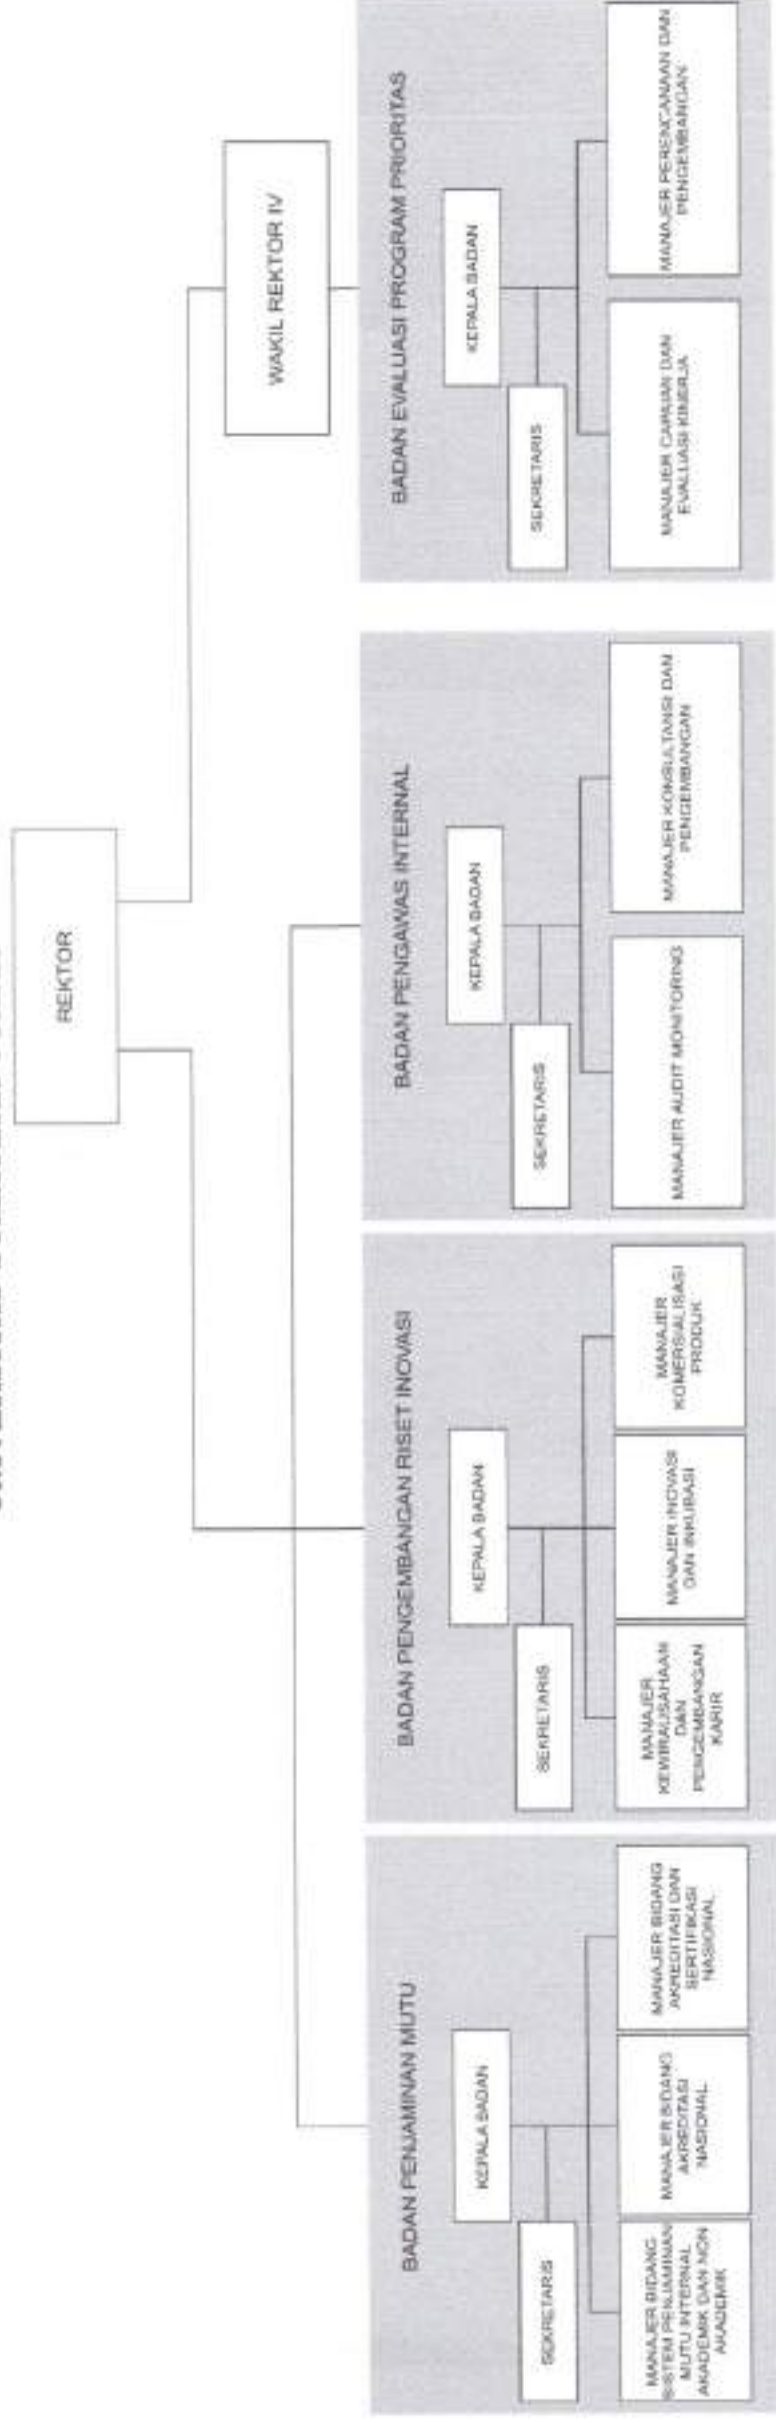 REKTOR
WAKIL REKTOR IV
BADAN PENJAMINAN MUTU
KEPALA BADAN
SEKRETARIS
MANAJER BIDANG
SISTEM PENJAMINAN
MUTU INTERNAL
AKADEMIK DAN NON
AKADEMIK
MANAJER BIDANG
AKREDITASI
NASIONAL
MANAJER BIDANG
AKREDITASI DAN
SERTIFIKASI
NASIONAL
BADAN PENGEMBANGAN RISET INOVASI
KEPALA BADAN
SEKRETARIS
MANAJER
KEWIRAUSAHAAN
DAN
PENGEMBANGAN
KARIR
MANAJER INOVASI
DAN INKUBASI
MANAJER
KOMERSIALISASI
PRODUK
BADAN PENGAWAS INTERNAL
KEPALA BADAN
SEKRETARIS
MANAJER AUDIT MONITORING
MANAJER KONSULTANSI DAN
PENGEMBANGAN
BADAN EVALUASI PROGRAM PRIORITAS
KEPALA BADAN
SEKRETARIS
MANAJER CAPAIAN DAN
EVALUASI KINERJA
MANAJER PERENCANAAN DAN
PENGEMBANGAN